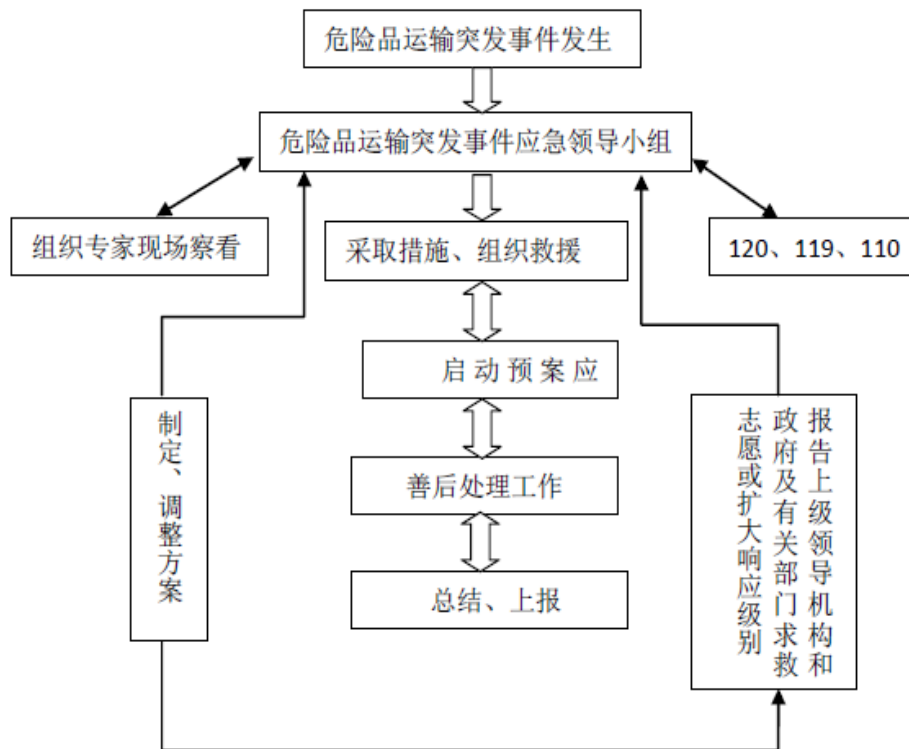 危险品运输突发事件发生
危险品运输突发事件应急领导小组
组织专家现场察看
采取措施、组织救援
120、119、110
启动预案应
制定、调整方案
报告上级领导机构和
政府及有关部门求救
志愿或扩大响应级别
善后处理工作
总结、上报